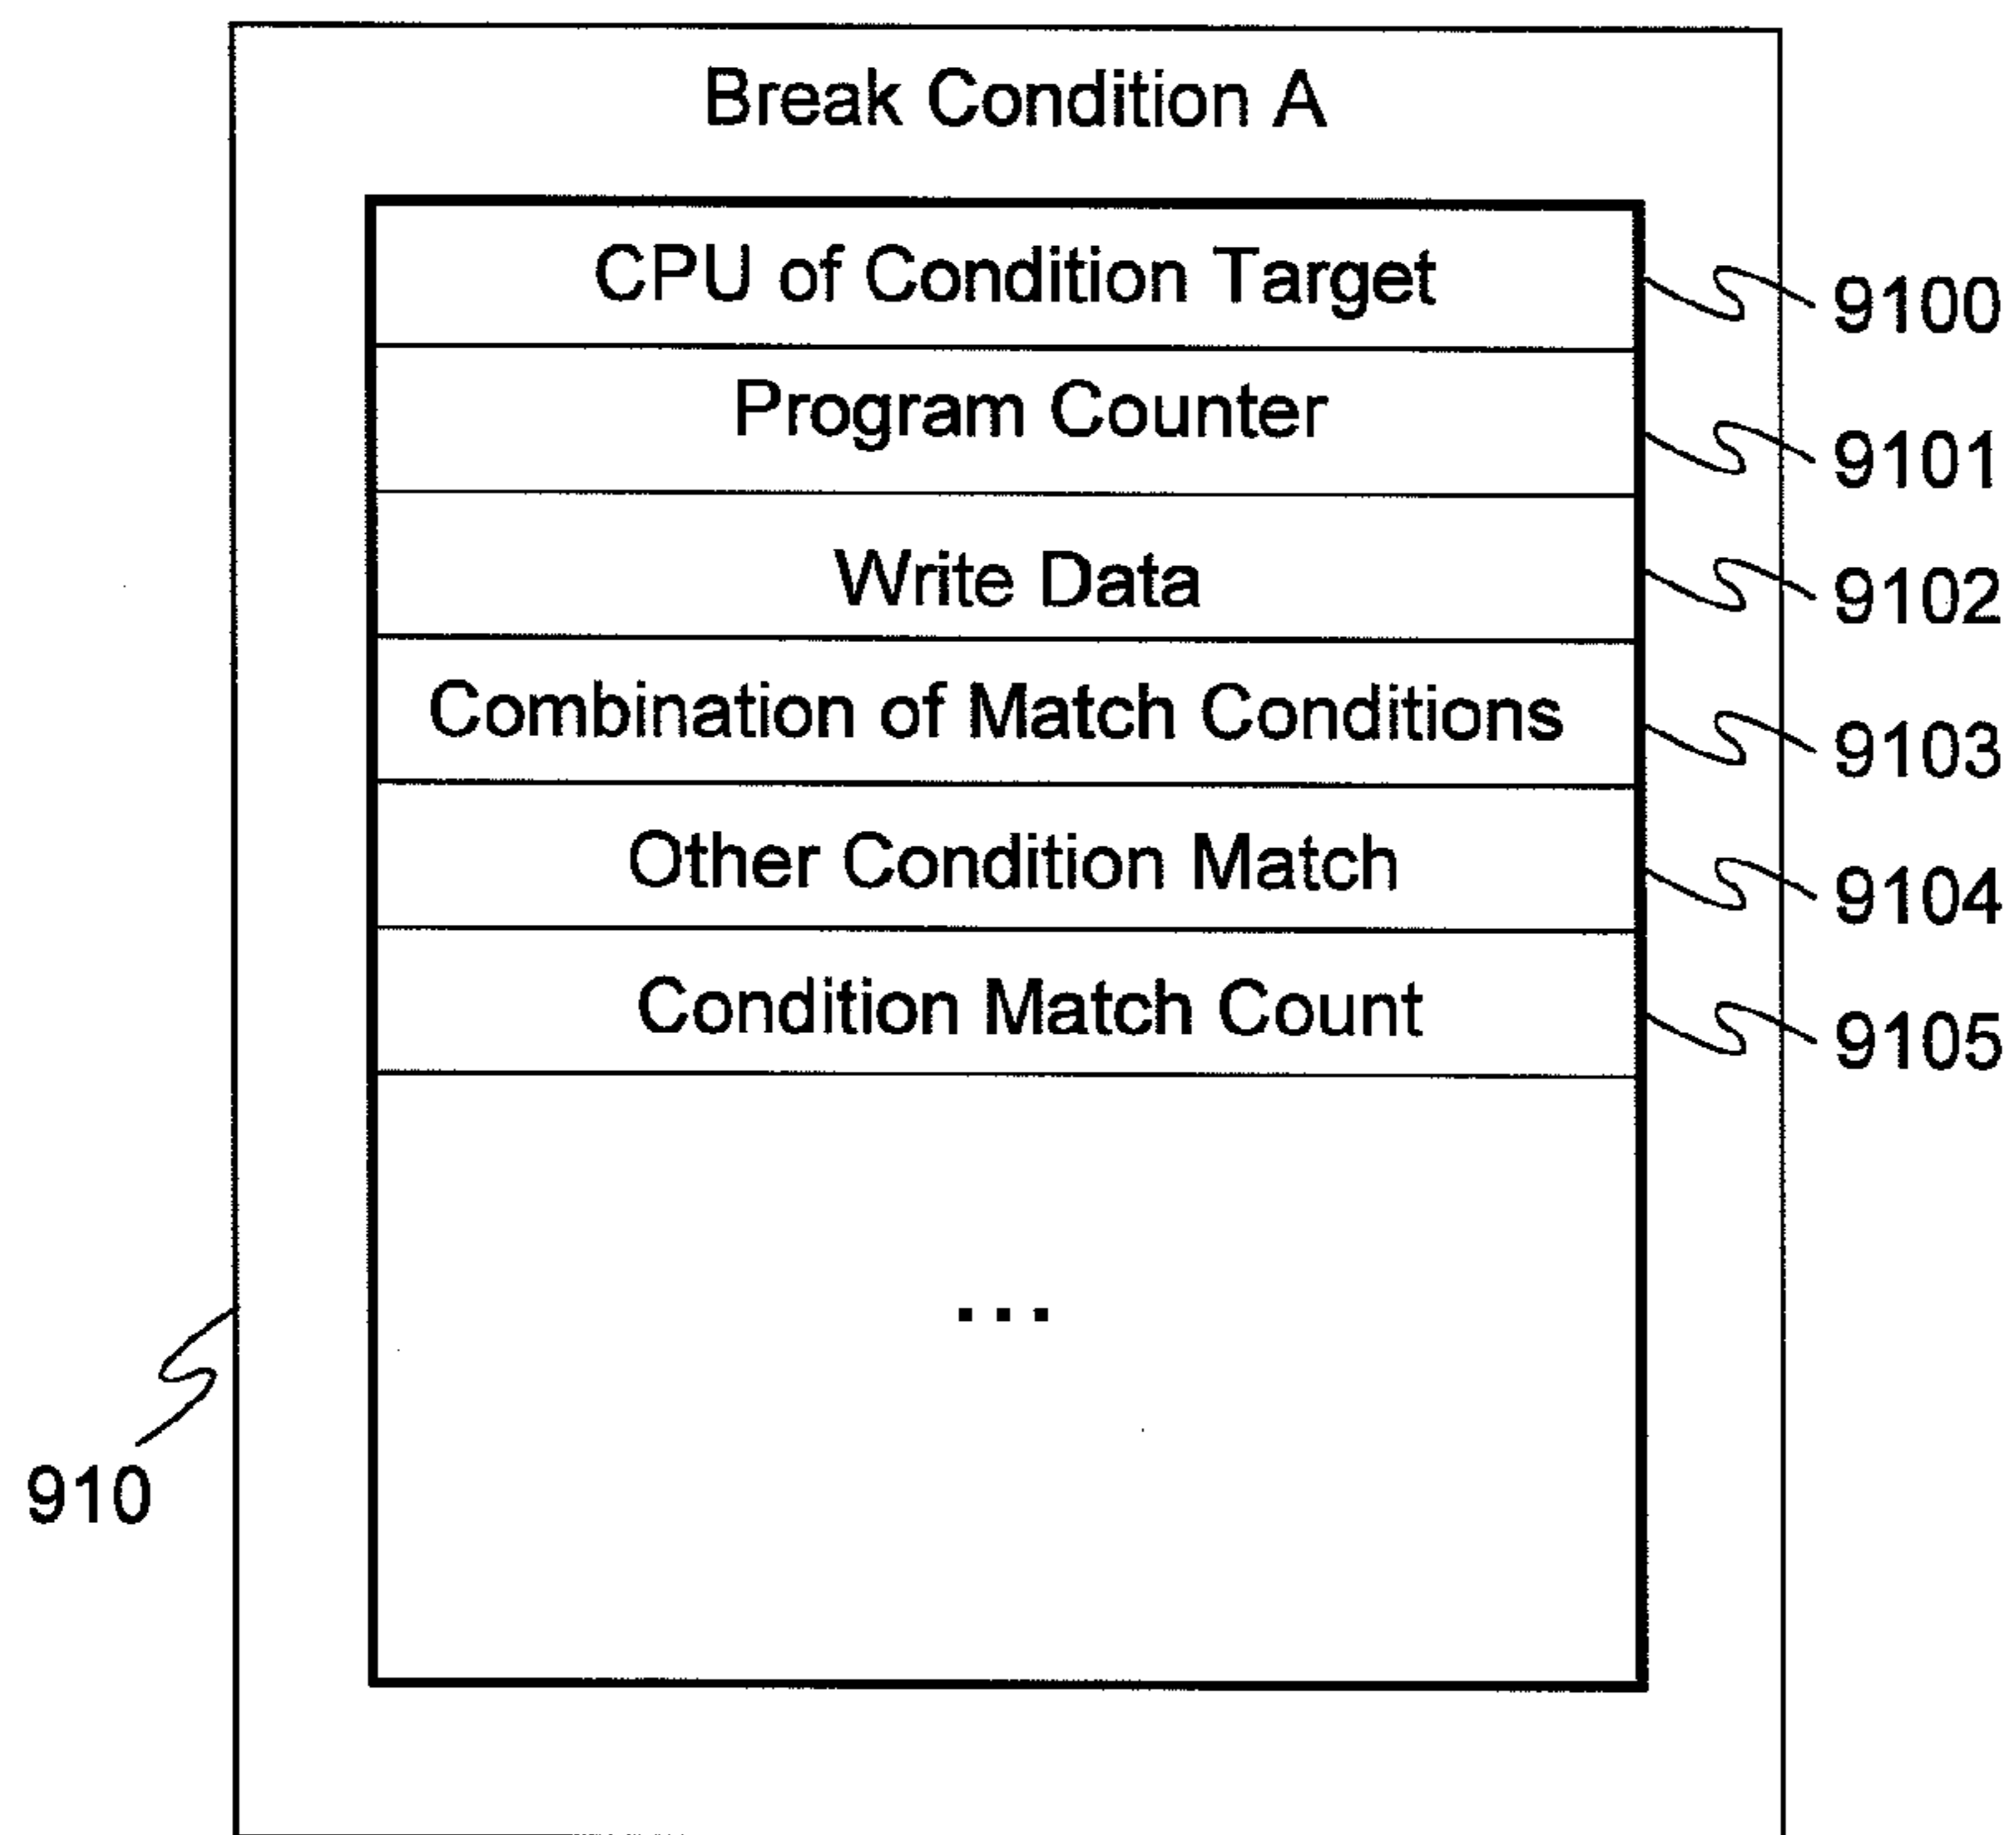 Break Condition A
CPU of Condition Target
9100
Program Counter
9101
Write Data
9102
Combination of Match Conditions
9103
Other Condition Match
9104
Condition Match Count
9105
...
910